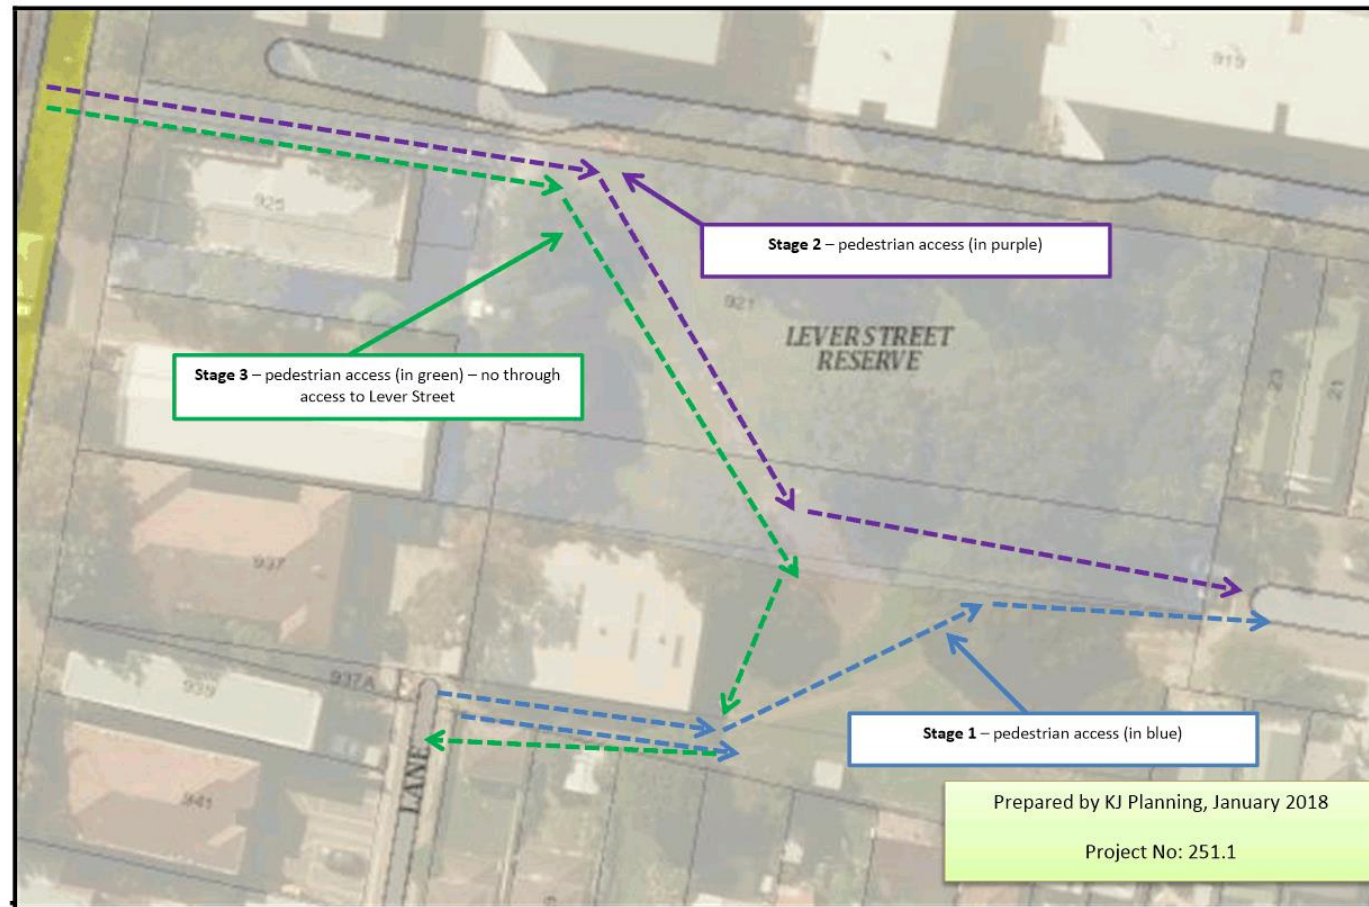 919
925
Stage 2 – pedestrian access (in purple)
921
LEVER STREET
RESERVE
Stage 3 – pedestrian access (in green) – no through
access to Lever Street
23
21
937
937A
939
Stage 1 – pedestrian access (in blue)
LANE
941
Prepared by KJ Planning, January 2018
Project No: 251.1